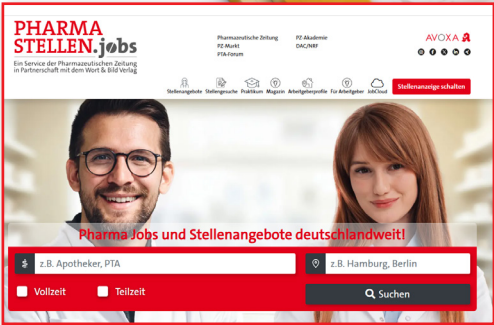 PHARMA
STELLEN.jobs
Ein Service der Pharmazeutischen Zeitung
in Partnerschaft mit dem Wort & Bild Verlag
Pharmazeutische Zeitung
PZ-Markt
PTA-Forum
PZ-Akademie
DAC/NRF
AVOXA
Stellenangebote Stellengesuche Praktikum Magazin Arbeitgeberprofile Für Arbeitgeber JobCloud
Stellenanzeige schalten
Pharma Jobs und Stellenangebote deutschlandweit!
z.B. Apotheker, PTA
z.B. Hamburg, Berlin
Vollzeit
Teilzeit
Suchen